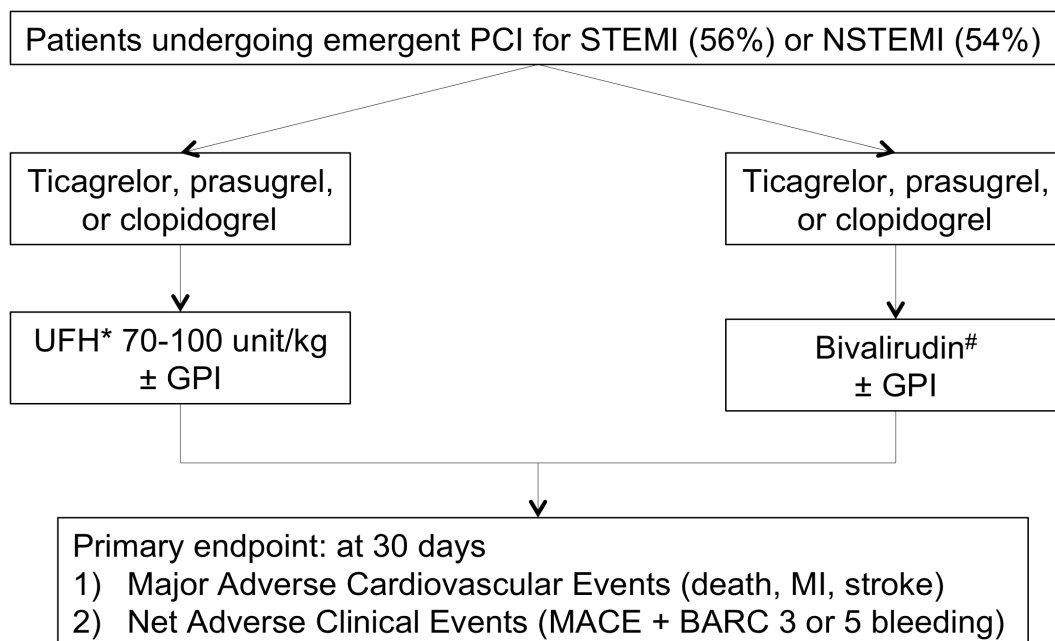 Patients undergoing emergent PCI for STEMI (56%) or NSTEMI (54%)
Ticagrelor, prasugrel,
or clopidogrel
Ticagrelor, prasugrel,
or clopidogrel
UFH* 70-100 unit/kg
± GPI
Bivalirudin#
± GPI
Primary endpoint: at 30 days
1) Major Adverse Cardiovascular Events (death, MI, stroke)
2) Net Adverse Clinical Events (MACE + BARC 3 or 5 bleeding)